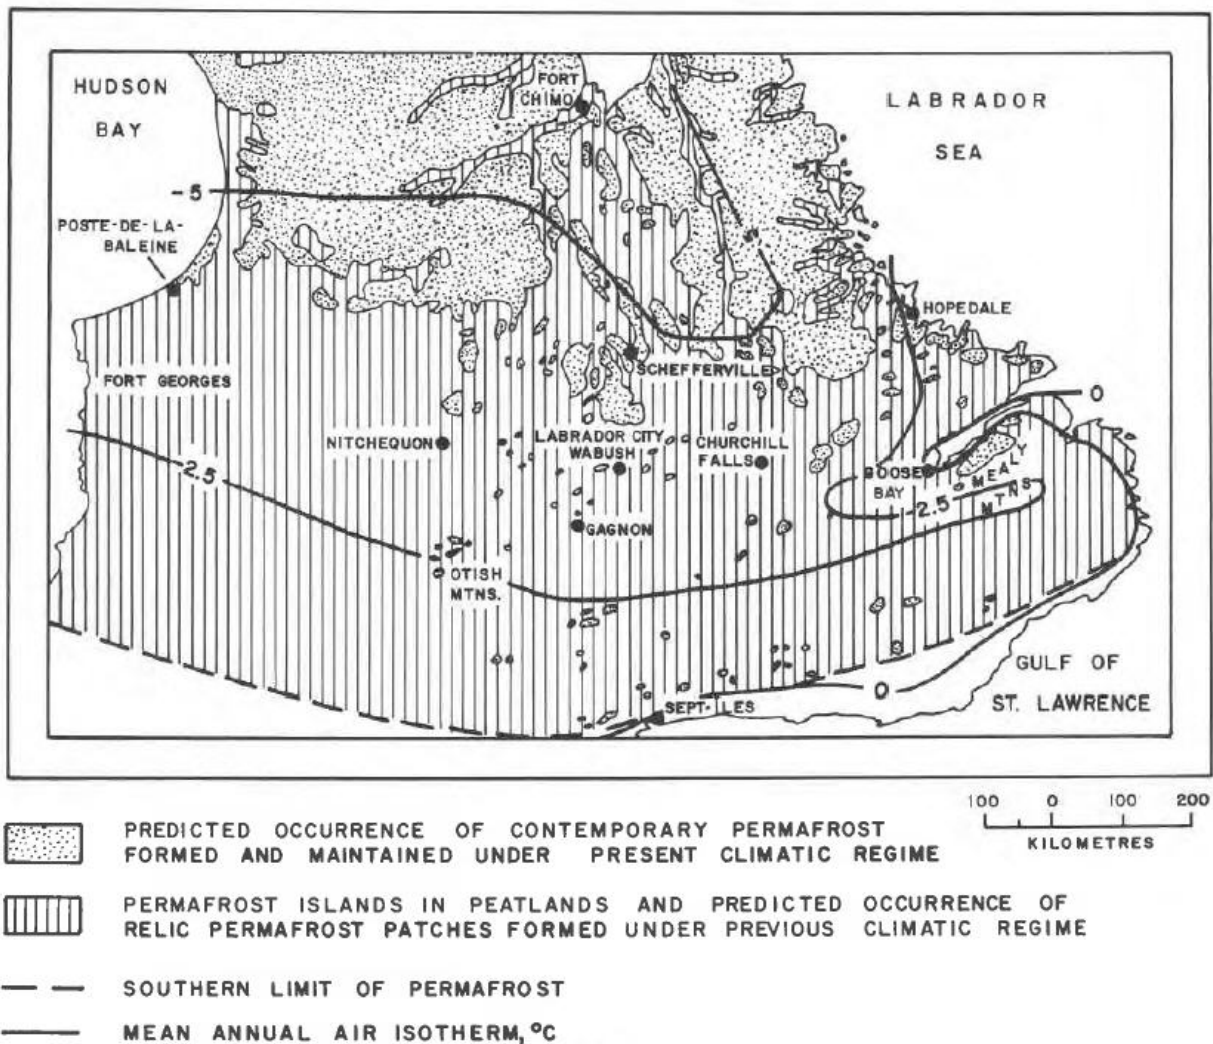 HUDSON
BAY
FORT
CHIMO
LABRADOR
SEA
-5
POSTE-DE-LA-
BALEINE
-5
HOPEDALE
SCHEFFERVILLE
FORT GEORGES
0
NITCHEQUON
LABRADOR CITY
WABUSH
CHURCHILL
FALLS
GOOSE
BAY
MEALY
MTNS
-2.5
-2.5
GAGNON
OTISH
MTNS.
GULF OF
ST. LAWRENCE
0
SEPT-ILES
100 0 100 200
KILOMETRES
PREDICTED OCCURRENCE OF CONTEMPORARY PERMAFROST
FORMED AND MAINTAINED UNDER PRESENT CLIMATIC REGIME
PERMAFROST ISLANDS IN PEATLANDS AND PREDICTED OCCURRENCE OF
RELIC PERMAFROST PATCHES FORMED UNDER PREVIOUS CLIMATIC REGIME
SOUTHERN LIMIT OF PERMAFROST
MEAN ANNUAL AIR ISOTHERM, °C